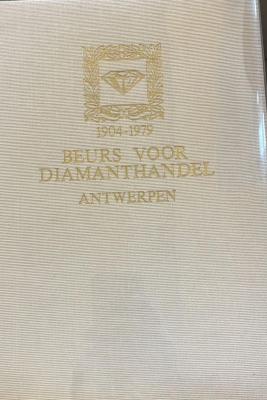 1904-1979
BEURS VOOR
DIAMANTHANDEL
ANTWERPEN